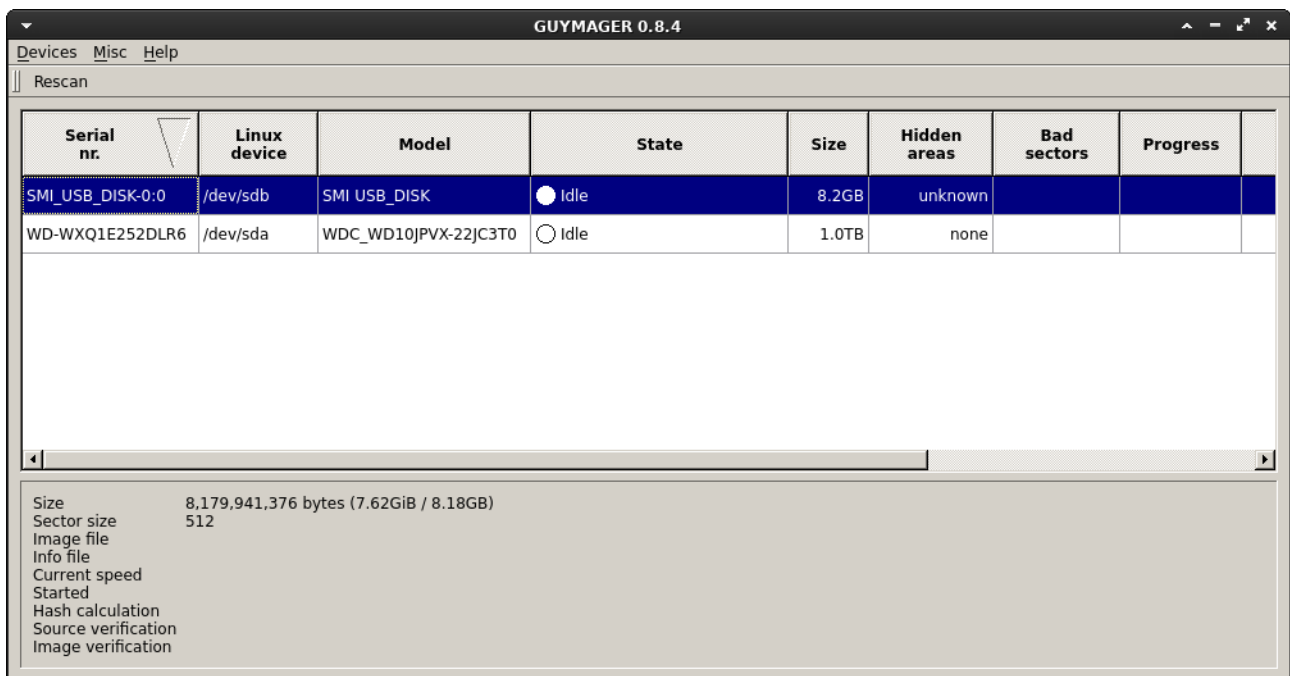 GUYMAGER 0.8.4
Devices Misc Help
Rescan
Serial nr. Linux device Model State Size Hidden areas Bad sectors Progress
SMI_USB_DISK-0:0 /dev/sdb SMI USB_DISK Idle 8.2GB unknown
WD-WXQ1E252DLR6 /dev/sda WDC_WD10JPVX-22JC3T0 Idle 1.0TB none
Size 8,179,941,376 bytes (7.62GiB / 8.18GB)
Sector size 512
Image file
Info file
Current speed
Started
Hash calculation
Source verification
Image verification